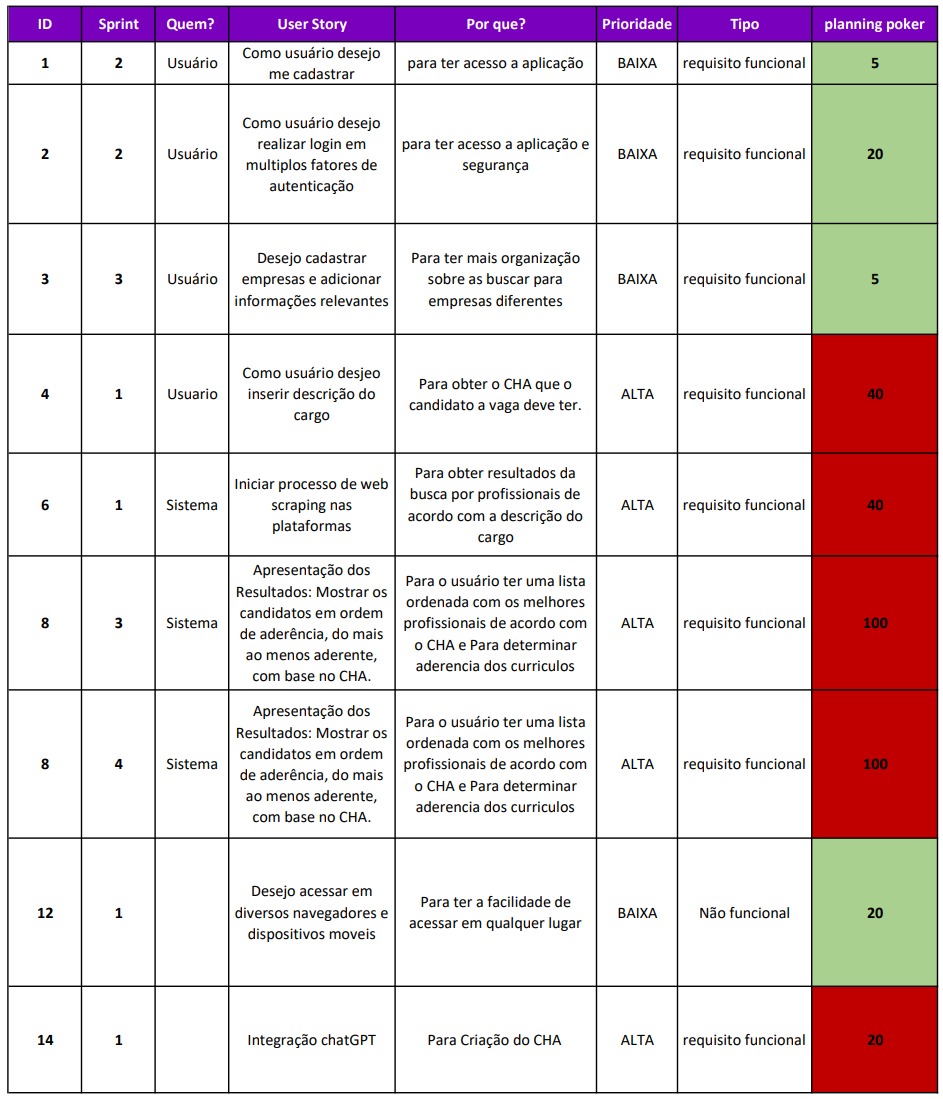 ID Sprint Quem? User Story Por que? Prioridade Tipo planning poker
1 2 Usuário Como usuário desejo me cadastrar para ter acesso a aplicação BAIXA requisito funcional 5
2 2 Usuário Como usuário desejo realizar login em multiplos fatores de autenticação para ter acesso a aplicação e segurança BAIXA requisito funcional 20
3 3 Usuário Desejo cadastrar empresas e adicionar informações relevantes Para ter mais organização sobre as buscar para empresas diferentes BAIXA requisito funcional 5
4 1 Usuario Como usuário desjeo inserir descrição do cargo Para obter o CHA que o candidato a vaga deve ter. ALTA requisito funcional 40
6 1 Sistema Iniciar processo de web scraping nas plataformas Para obter resultados da busca por profissionais de acordo com a descrição do cargo ALTA requisito funcional 40
8 3 Sistema Apresentação dos Resultados: Mostrar os candidatos em ordem de aderência, do mais ao menos aderente, com base no CHA. Para o usuário ter uma lista ordenada com os melhores profissionais de acordo com o CHA e Para determinar aderencia dos curriculos ALTA requisito funcional 100
8 4 Sistema Apresentação dos Resultados: Mostrar os candidatos em ordem de aderência, do mais ao menos aderente, com base no CHA. Para o usuário ter uma lista ordenada com os melhores profissionais de acordo com o CHA e Para determinar aderencia dos curriculos ALTA requisito funcional 100
12 1 Desejo acessar em diversos navegadores e dispositivos moveis Para ter a facilidade de acessar em qualquer lugar BAIXA Não funcional 20
14 1 Integração chatGPT Para Criação do CHA ALTA requisito funcional 20